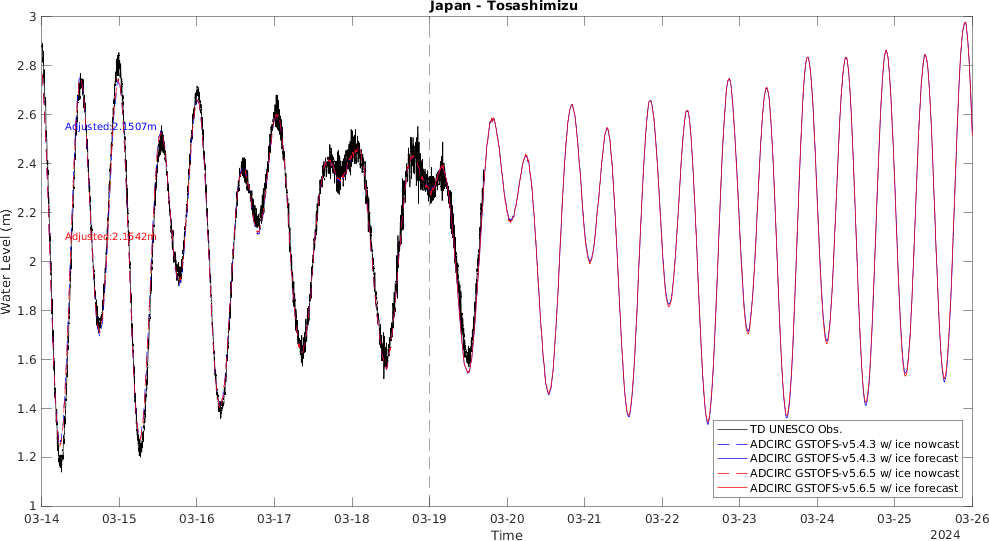 Japan - Tosashimizu
Water Level (m)
3
2.8
2.6
2.4
2.2
2
1.8
1.6
1.4
1.2
1
Adjusted:2.1507m
Adjusted:2.1542m
TD UNESCO Obs.
ADCIRC GSTOFS-v5.4.3 w/ ice nowcast
ADCIRC GSTOFS-v5.4.3 w/ ice forecast
ADCIRC GSTOFS-v5.6.5 w/ ice nowcast
ADCIRC GSTOFS-v5.6.5 w/ ice forecast
03-14 03-15 03-16 03-17 03-18 03-19 03-20 03-21 03-22 03-23 03-24 03-25 03-26
Time
2024